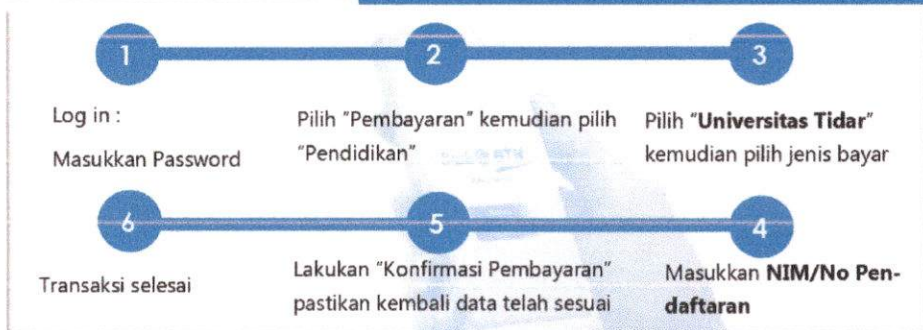 1
2
3
Log in :
Masukkan Password
Pilih "Pembayaran" kemudian pilih
"Pendidikan"
Pilih "Universitas Tidar"
kemudian pilih jenis bayar
6
5
4
Transaksi selesai
Lakukan "Konfirmasi Pembayaran"
pastikan kembali data telah sesuai
Masukkan NIM/No Pen-
daftaran